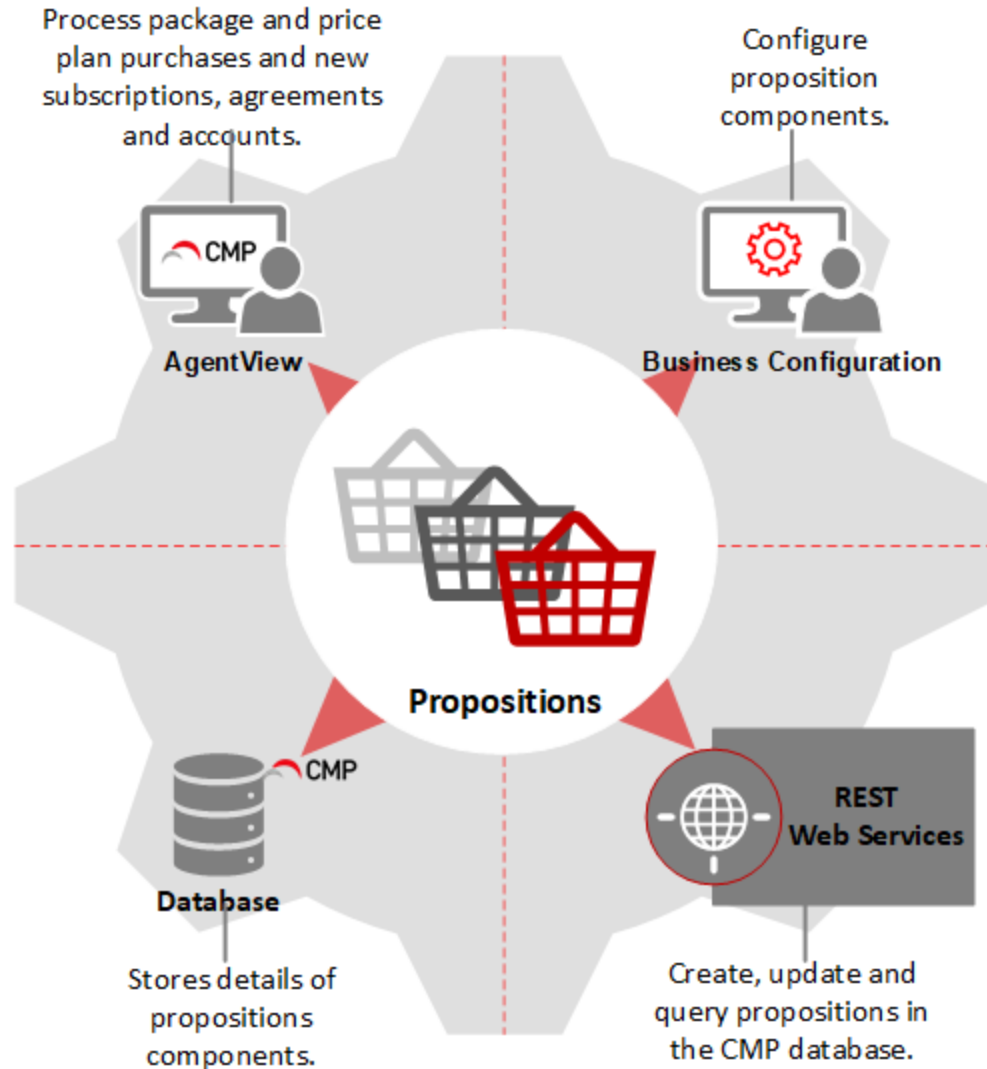 Process package and price
plan purchases and new
subscriptions, agreements
and accounts.
Configure
proposition
components.
CMP
AgentView
Business Configuration
Propositions
CMP
Database
REST
Web Services
Stores details of
propositions
components.
Create, update and
query propositions in
the CMP database.